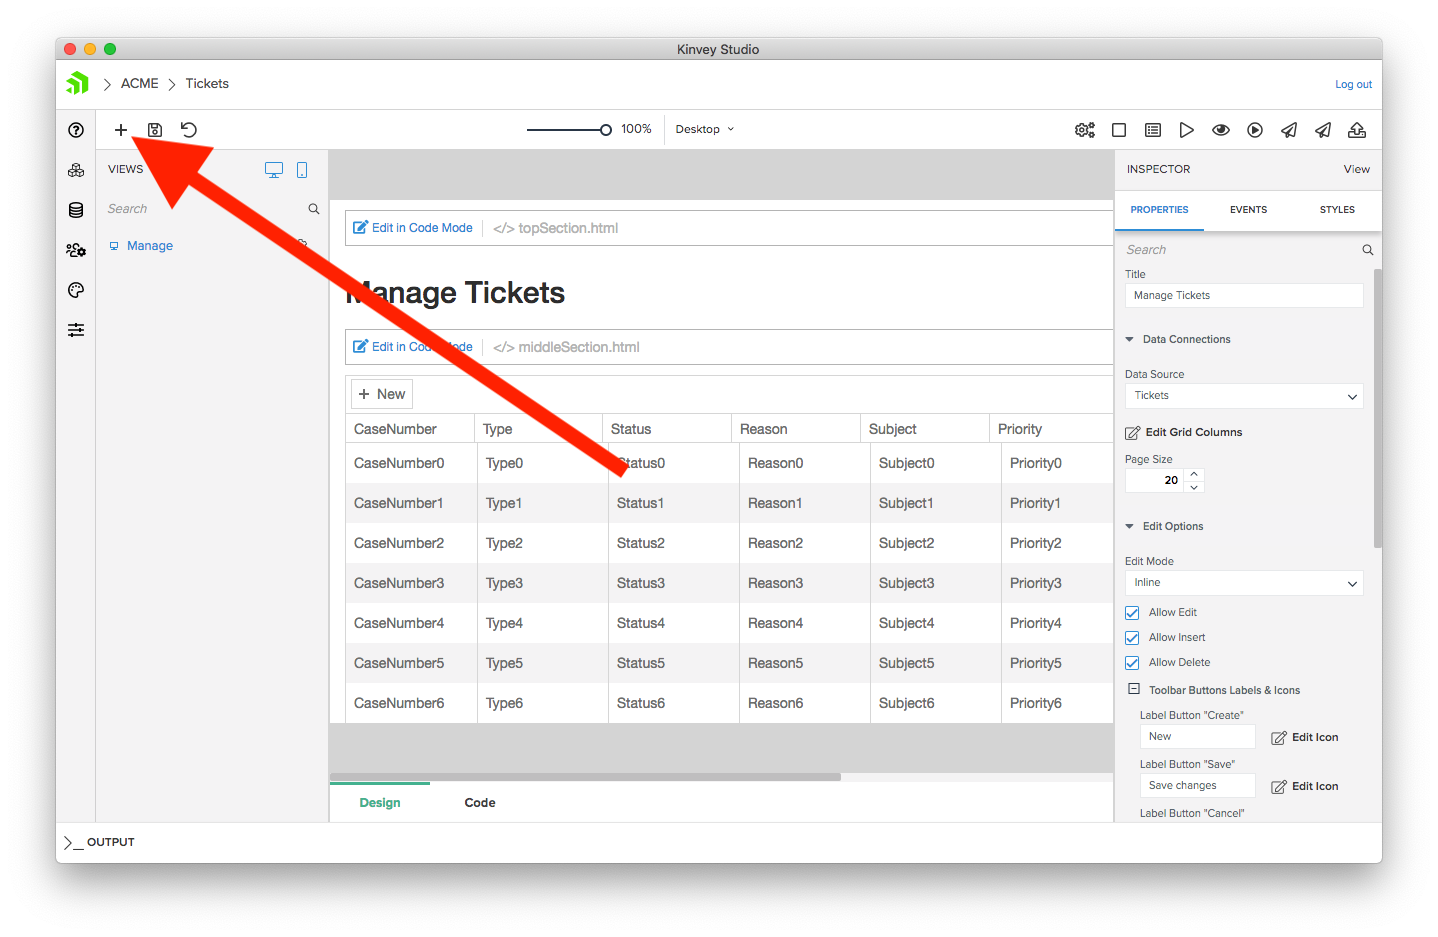 Kinvey Studio
ACME Tickets
Log out
100% Desktop
VIEWS
Search
Manage
Edit in Code Mode </> topSection.html
Manage Tickets
Edit in Code Mode </> middleSection.html
+ New
CaseNumber Type Status Reason Subject Priority
CaseNumber0 Type0 Status0 Reason0 Subject0 Priority0
CaseNumber1 Type1 Status1 Reason1 Subject1 Priority1
CaseNumber2 Type2 Status2 Reason2 Subject2 Priority2
CaseNumber3 Type3 Status3 Reason3 Subject3 Priority3
CaseNumber4 Type4 Status4 Reason4 Subject4 Priority4
CaseNumber5 Type5 Status5 Reason5 Subject5 Priority5
CaseNumber6 Type6 Status6 Reason6 Subject6 Priority6
Design Code
INSPECTOR View
PROPERTIES EVENTS STYLES
Search
Title
Manage Tickets
Data Connections
Data Source
Tickets
Edit Grid Columns
Page Size
20
Edit Options
Edit Mode
Inline
Allow Edit
Allow Insert
Allow Delete
Toolbar Buttons Labels & Icons
Label Button "Create"
New Edit Icon
Label Button "Save"
Save changes Edit Icon
Label Button "Cancel"
>_ OUTPUT